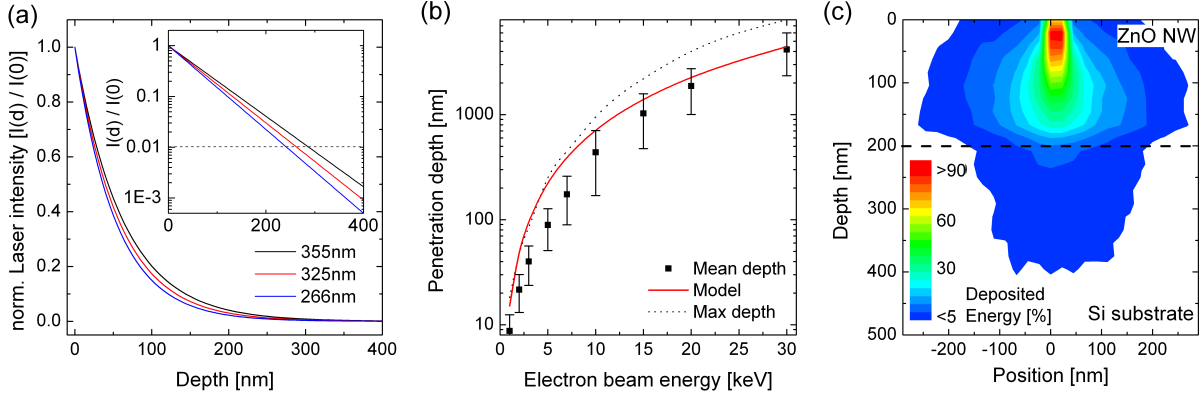 (a)
norm. Laser intensity [I(d) / I(0)]
1.0
0.8
0.6
0.4
0.2
0.0
0
100
200
300
400
Depth [nm]
I(d) / I(0)
1
0.1
0.01
1E-3
0
200
400
355nm
325nm
266nm
(b)
Penetration depth [nm]
1000
100
10
0
5
10
15
20
25
30
Electron beam energy [keV]
Mean depth
Model
Max depth
(c)
Depth [nm]
0
100
200
300
400
500
-200
-100
0
100
200
Position [nm]
ZnO NW
>90
60
30
<5
Deposited
Energy [%]
Si substrate